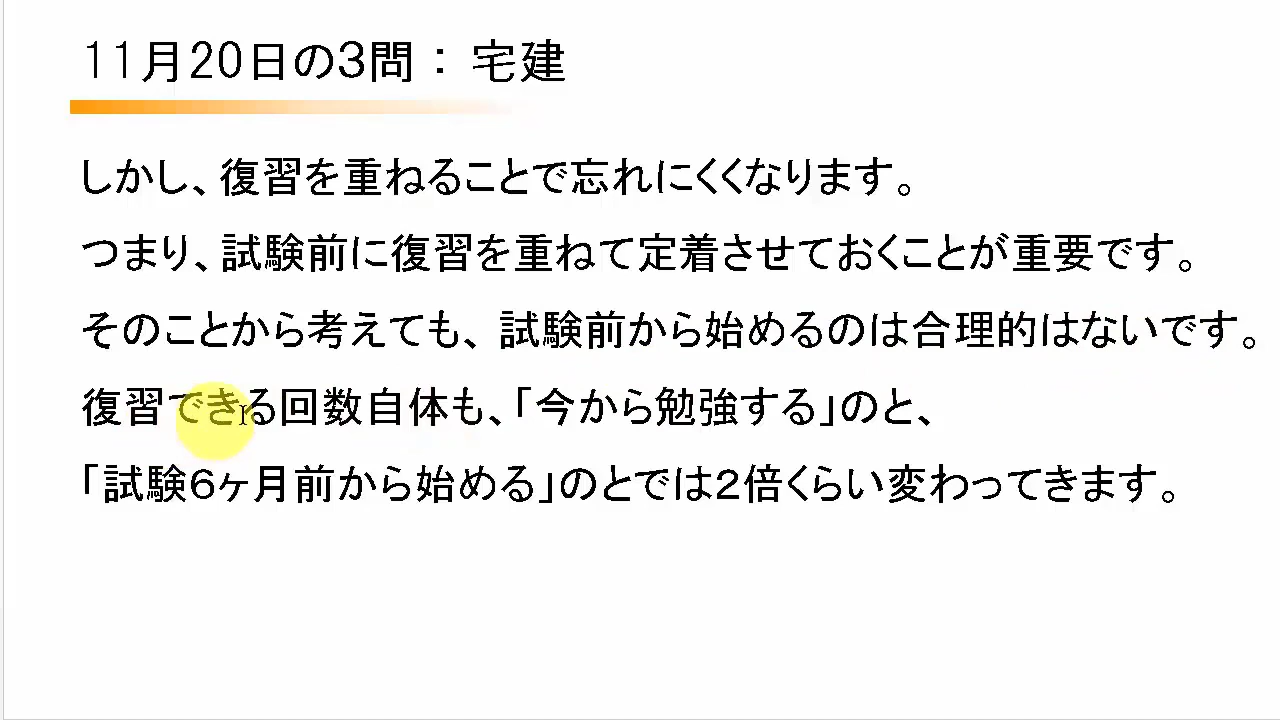 11月20日の3問：宅建
しかし、復習を重ねることで忘れにくくなります。
つまり、試験前に復習を重ねて定着させておくことが重要です。
そのことから考えても、試験前から始めるのは合理的はないです。
復習できる回数自体も、「今から勉強する」のと、
「試験6ヶ月前から始める」のとでは2倍くらい変わってきます。